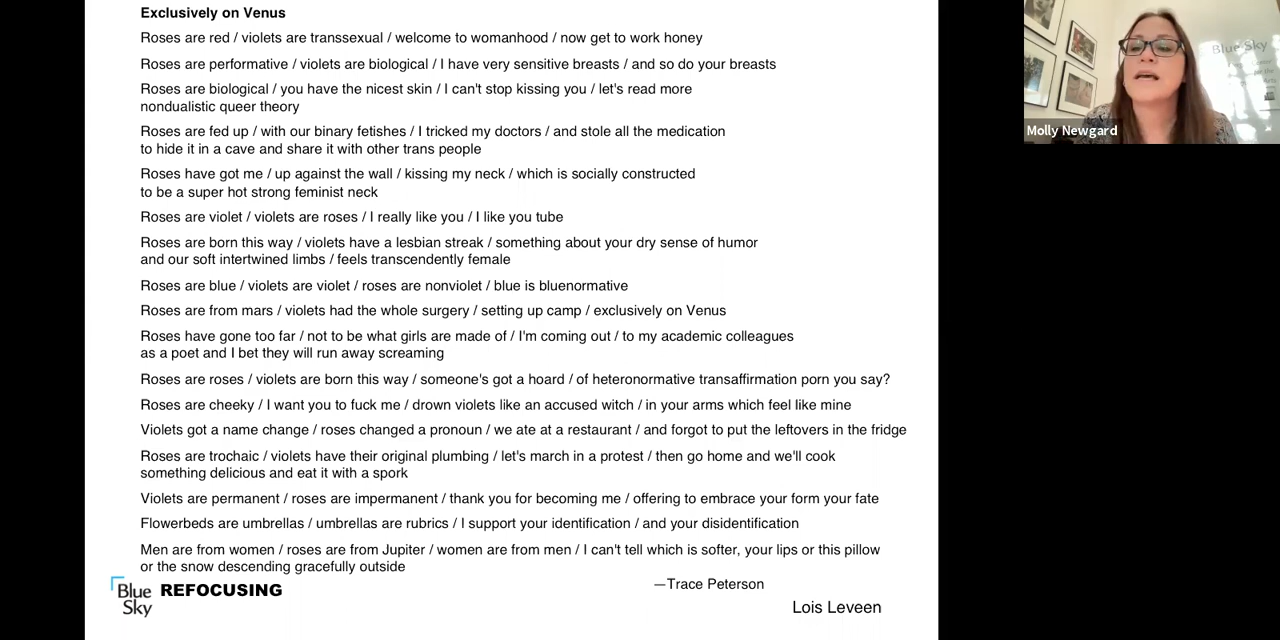 Exclusively on Venus
Roses are red / violets are transsexual / welcome to womanhood / now get to work honey
Roses are performative / violets are biological / I have very sensitive breasts / and so do your breasts
Roses are biological / you have the nicest skin / I can't stop kissing you / let's read more
nondualistic queer theory
Roses are fed up / with our binary fetishes / I tricked my doctors / and stole all the medication
to hide it in a cave and share it with other trans people
Roses have got me / up against the wall / kissing my neck / which is socially constructed
to be a super hot strong feminist neck
Roses are violet / violets are roses / I really like you / I like you tube
Roses are born this way / violets have a lesbian streak / something about your dry sense of humor
and our soft intertwined limbs / feels transcendently female
Roses are blue / violets are violet / roses are nonviolet / blue is bluenormative
Roses are from mars / violets had the whole surgery / setting up camp / exclusively on Venus
Roses have gone too far / not to be what girls are made of / I'm coming out / to my academic colleagues
as a poet and I bet they will run away screaming
Roses are roses / violets are born this way / someone's got a hoard / of heteronormative transaffirmation porn you say?
Roses are cheeky / I want you to fuck me / drown violets like an accused witch / in your arms which feel like mine
Violets got a name change / roses changed a pronoun / we ate at a restaurant / and forgot to put the leftovers in the fridge
Roses are trochaic / violets have their original plumbing / let's march in a protest / then go home and we'll cook
something delicious and eat it with a spork
Violets are permanent / roses are impermanent / thank you for becoming me / offering to embrace your form your fate
Flowerbeds are umbrellas / umbrellas are rubrics / I support your identification / and your disidentification
Men are from women / roses are from Jupiter / women are from men / I can't tell which is softer, your lips or this pillow
or the snow descending gracefully outside
—Trace Peterson
Lois Leveen
Blue
Sky
REFOCUSING
Blue Sky
Molly Newgard